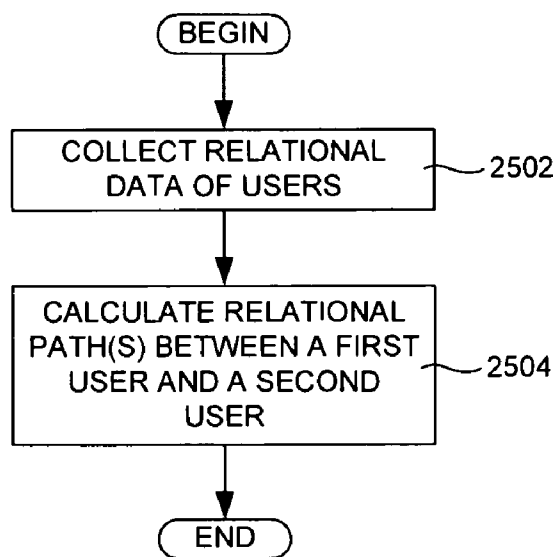 BEGIN
COLLECT RELATIONAL
DATA OF USERS
2502
CALCULATE RELATIONAL
PATH(S) BETWEEN A FIRST
USER AND A SECOND
USER
2504
END